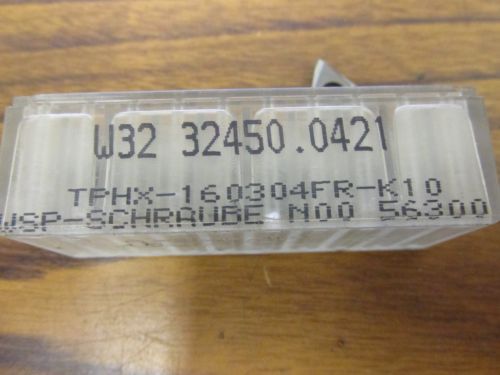 W32 32450.0421
TPHX-160304FR-K10
WSP-SCHRAUBE N00 56300